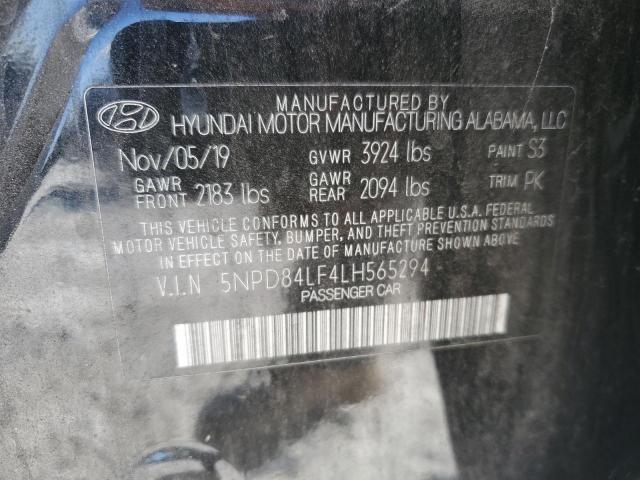 MANUFACTURED BY
HYUNDAI MOTOR MANUFACTURING ALABAMA, LLC
Nov/05/19 GVWR 3924 lbs PAINT S3
GAWR FRONT 2183 lbs GAWR REAR 2094 lbs TRIM PK
THIS VEHICLE CONFORMS TO ALL APPLICABLE U.S.A. FEDERAL
MOTOR VEHICLE SAFETY, BUMPER, AND THEFT PREVENTION STANDARDS
IN EFFECT ON THE DATE OF MANUFACTURE SHOWN ABOVE.
V.I.N 5NPD84LF4LH565294
PASSENGER CAR